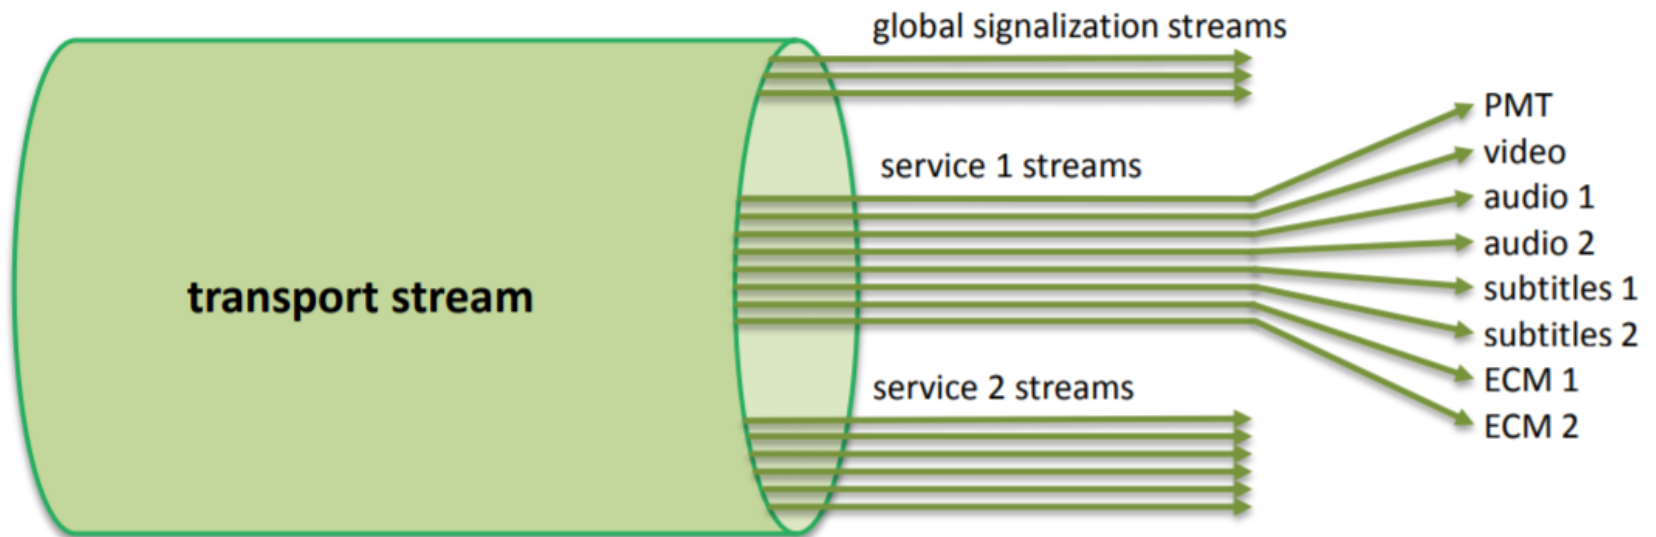 global signalization streams
PMT
video
service 1 streams
audio 1
audio 2
transport stream
subtitles 1
subtitles 2
service 2 streams
ECM 1
ECM 2